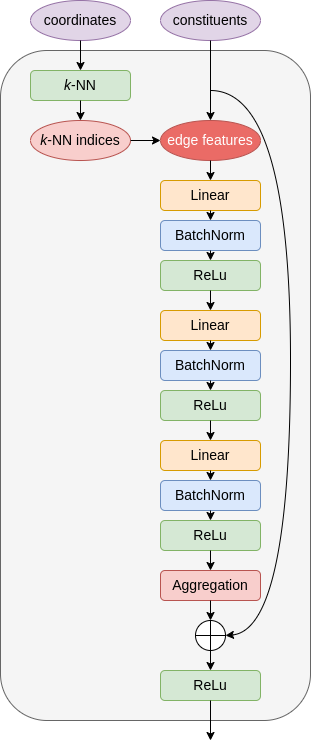 coordinates
constituents
k-NN
k-NN indices
edge features
Linear
BatchNorm
ReLu
Linear
BatchNorm
ReLu
Linear
BatchNorm
ReLu
Aggregation
ReLu